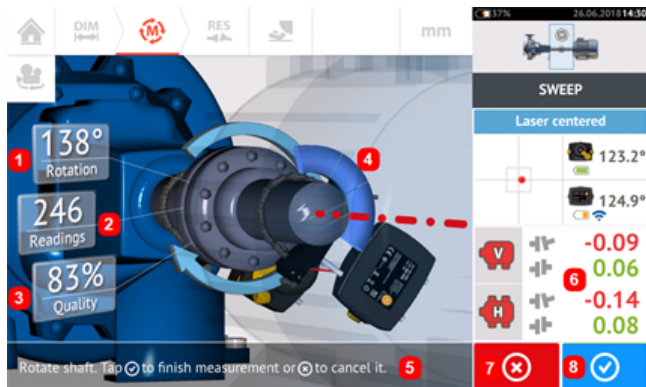 37%
26.06.2018 14:30
DIM
M
RES
mm
SWEEP
Laser centered
123.2°
124.9°
1
138°
Rotation
2
246
Readings
3
83%
Quality
4
V
-0.09
0.06
6
H
-0.14
0.08
Rotate shaft. Tap to finish measurement or to cancel it.
5
7
8